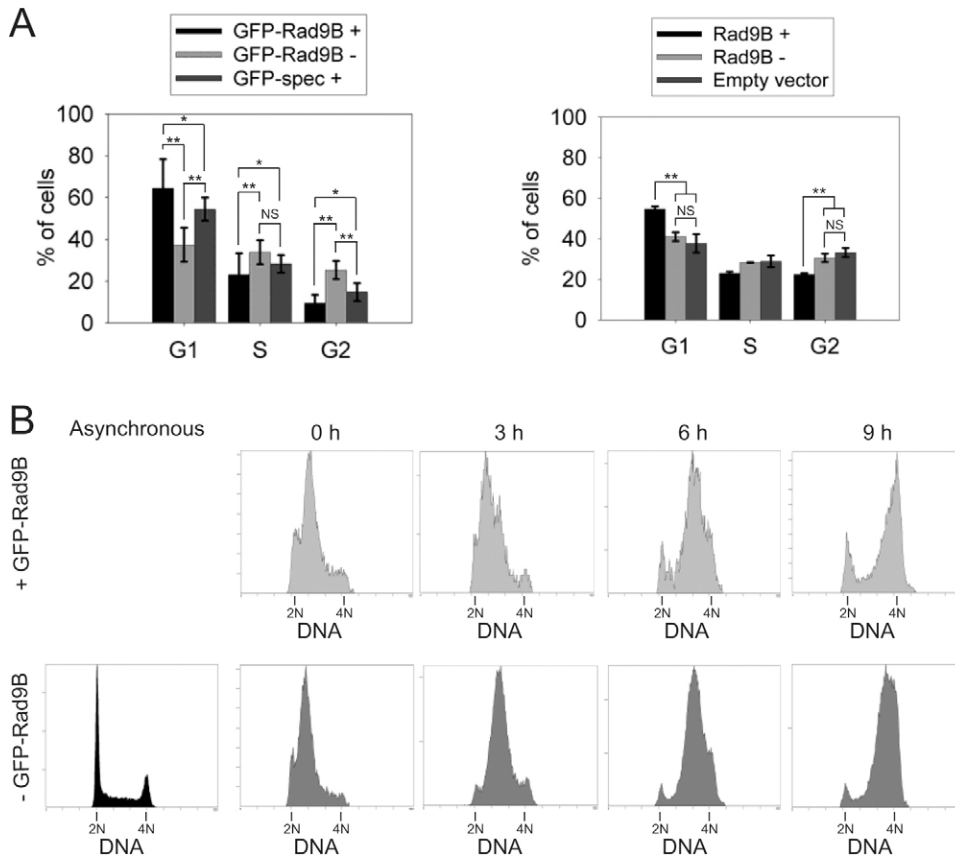 A
GFP-Rad9B +
GFP-Rad9B -
GFP-spec +
% of cells
100
80
60
40
20
0
*
**
**
*
**
NS
*
**
**
G1 S G2
Rad9B +
Rad9B -
Empty vector
% of cells
100
80
60
40
20
0
**
NS
**
NS
G1 S G2
B
Asynchronous 0 h 3 h 6 h 9 h
+ GFP-Rad9B
2N 4N 2N 4N 2N 4N 2N 4N
DNA DNA DNA DNA
- GFP-Rad9B
2N 4N 2N 4N 2N 4N 2N 4N 2N 4N
DNA DNA DNA DNA DNA